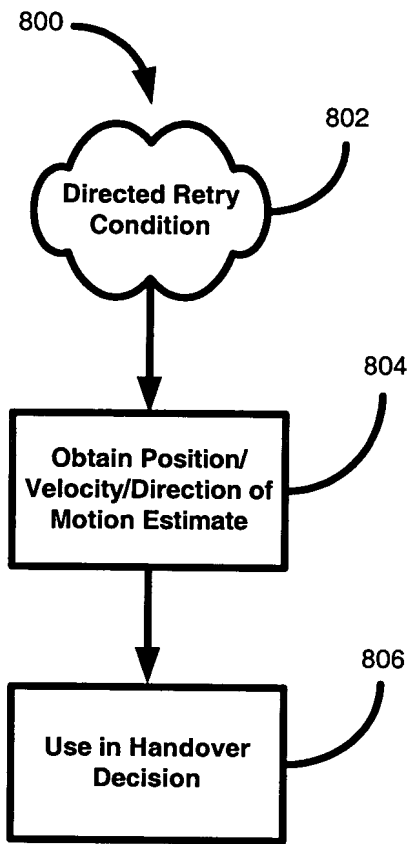 800
802
Directed Retry
Condition
804
Obtain Position/
Velocity/Direction of
Motion Estimate
806
Use in Handover
Decision